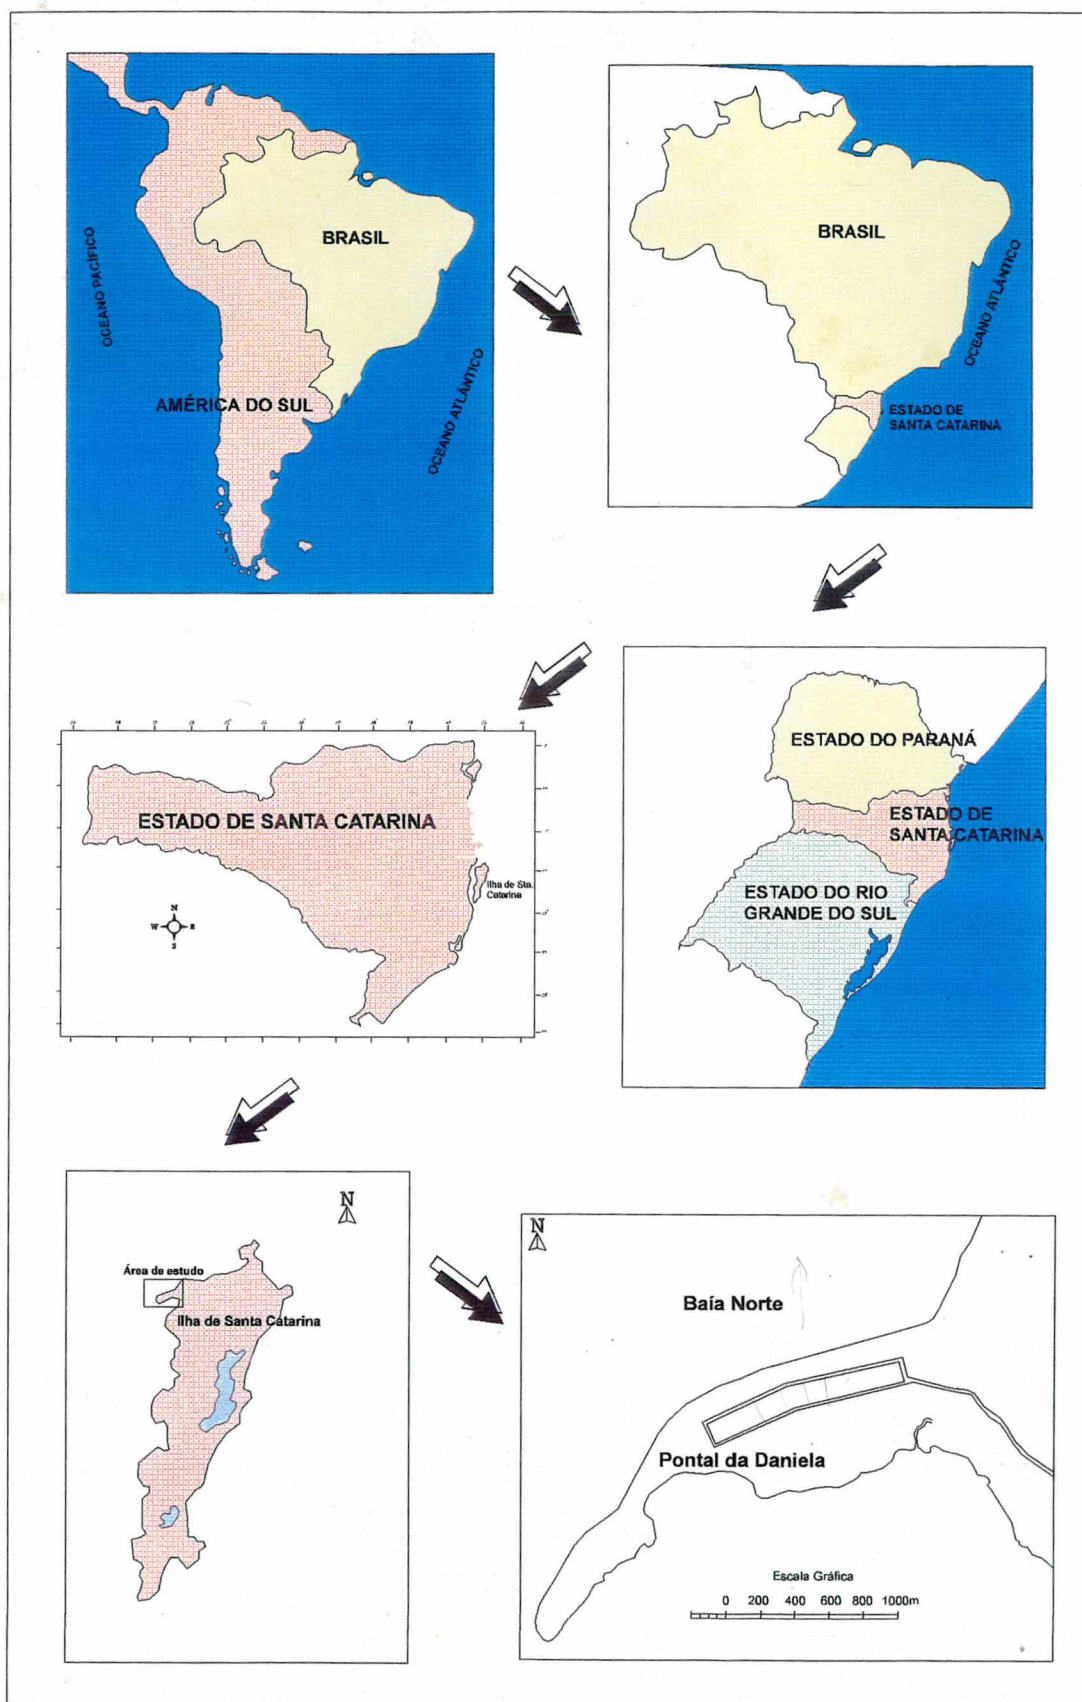 BRASIL
OCEANO PACÍFICO
AMÉRICA DO SUL
OCEANO ATLÂNTICO
BRASIL
OCEANO ATLÂNTICO
ESTADO DE
SANTA CATARINA
ESTADO DO PARANÁ
ESTADO DE
SANTA CATARINA
ESTADO DO RIO
GRANDE DO SUL
ESTADO DE SANTA CATARINA
Ilha de Sta.
Catarina
N
W E
S
N
Área de estudo
Ilha de Santa Catarina
N
Baía Norte
Pontal da Daniela
Escala Gráfica
0 200 400 600 800 1000m